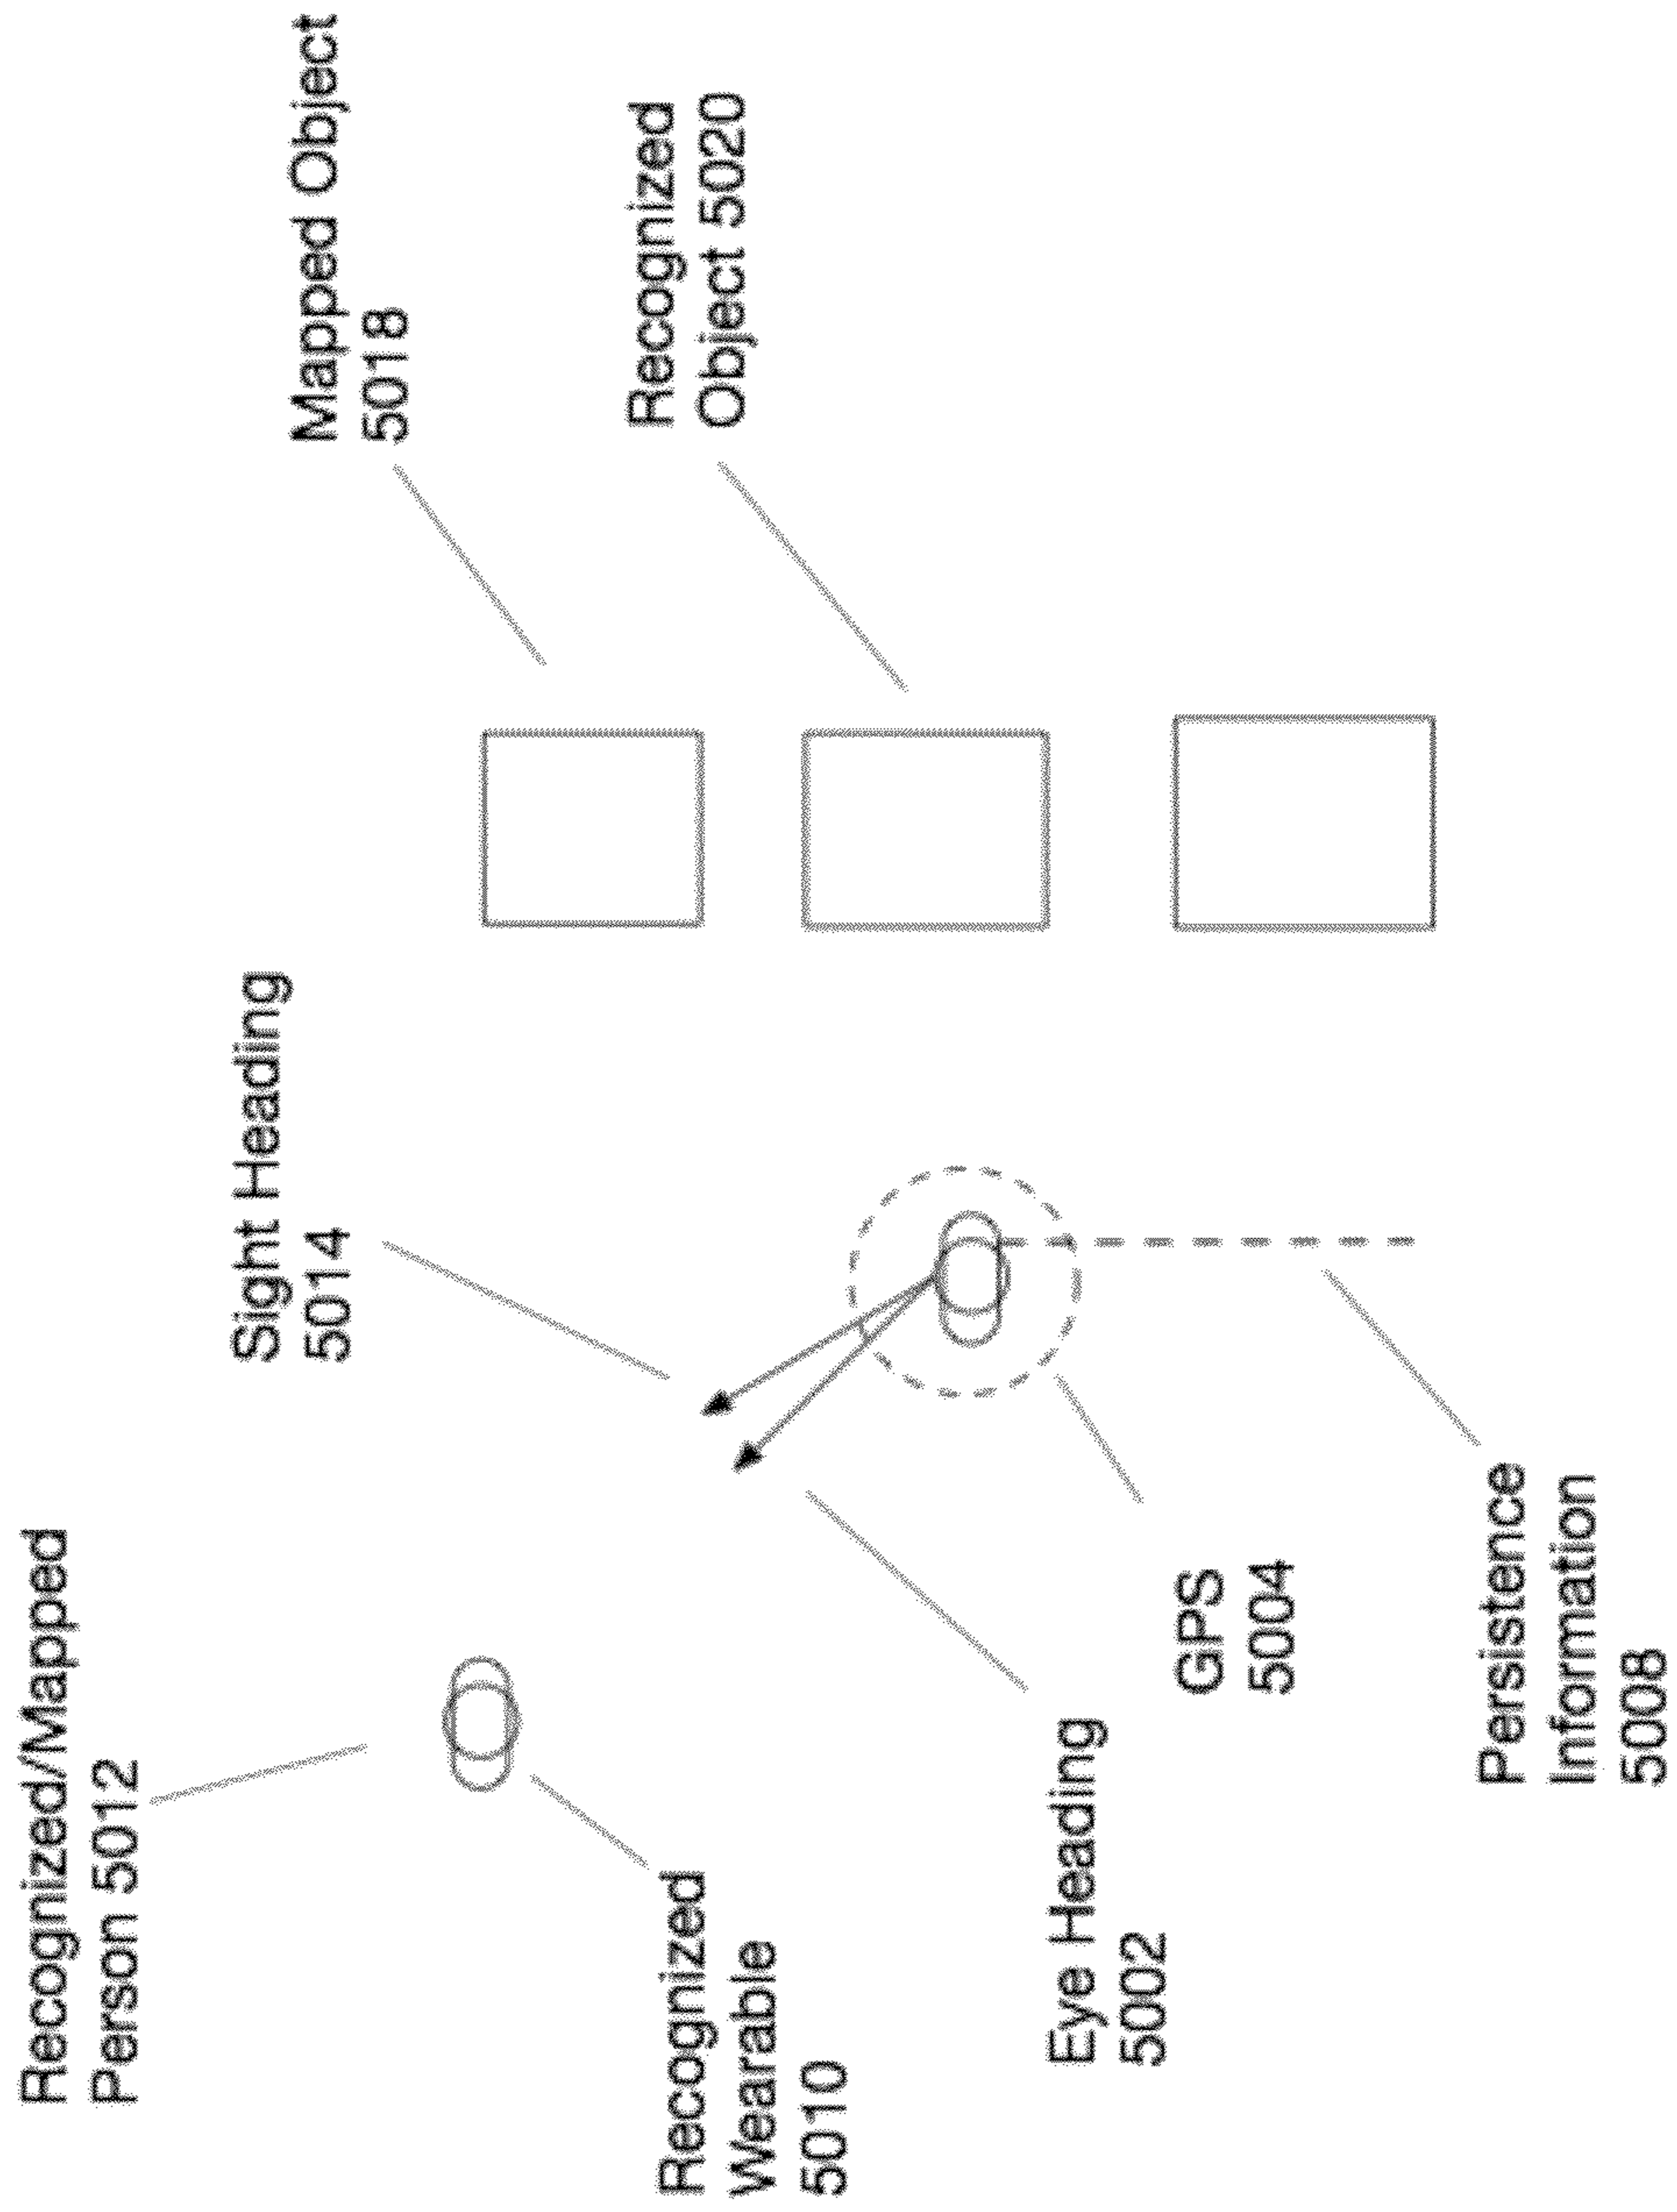 Recognized/Mapped
Person 5012
Sight Heading
5014
Mapped Object
5018
Recognized
Object 5020
Recognized
Wearable
5010
Eye Heading
5002
GPS
5004
Persistence
Information
5008